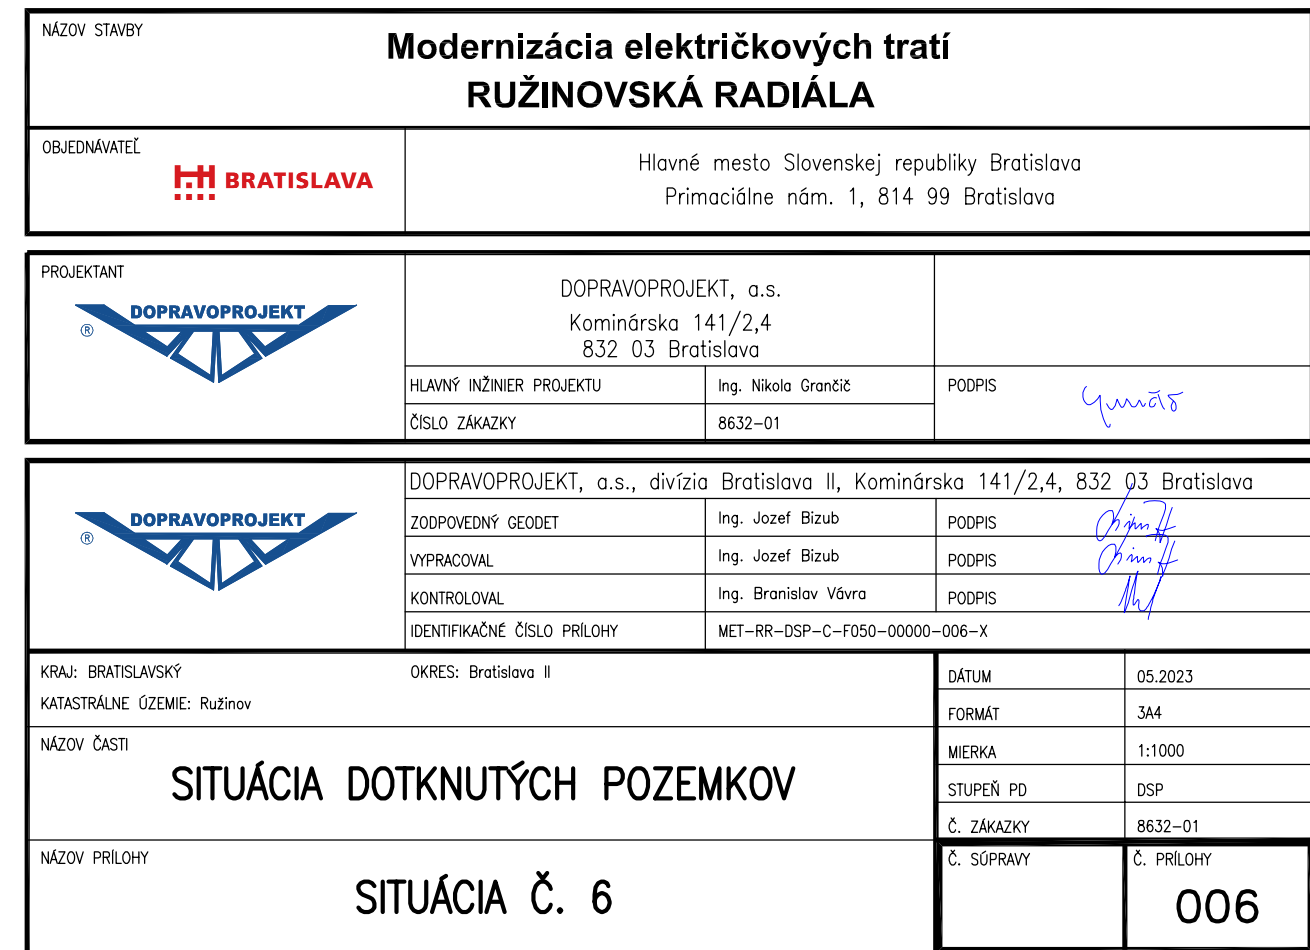 NÁZOV STAVBY
Modernizácia električkových tratí
RUŽINOVSKÁ RADIÁLA
OBJEDNÁVATEĽ
BRATISLAVA
Hlavné mesto Slovenskej republiky Bratislava
Primaciálne nám. 1, 814 99 Bratislava
PROJEKTANT
DOPRAVOPROJEKT
®
DOPRAVOPROJEKT, a.s.
Kominárska 141/2,4
832 03 Bratislava
HLAVNÝ INŽINIER PROJEKTU Ing. Nikola Grančič PODPIS
ČÍSLO ZÁKAZKY 8632-01
DOPRAVOPROJEKT
®
DOPRAVOPROJEKT, a.s., divízia Bratislava II, Kominárska 141/2,4, 832 03 Bratislava
ZODPOVEDNÝ GEODET Ing. Jozef Bizub PODPIS
VYPRACOVAL Ing. Jozef Bizub PODPIS
KONTROLOVAL Ing. Branislav Vávra PODPIS
IDENTIFIKAČNÉ ČÍSLO PRÍLOHY MET-RR-DSP-C-F050-00000-006-X
KRAJ: BRATISLAVSKÝ OKRES: Bratislava II
KATASTRÁLNE ÚZEMIE: Ružinov
DÁTUM 05.2023
FORMÁT 3A4
MIERKA 1:1000
STUPEŇ PD DSP
Č. ZÁKAZKY 8632-01
NÁZOV ČASTI
SITUÁCIA DOTKNUTÝCH POZEMKOV
NÁZOV PRÍLOHY
SITUÁCIA Č. 6
Č. SÚPRAVY
Č. PRÍLOHY
006